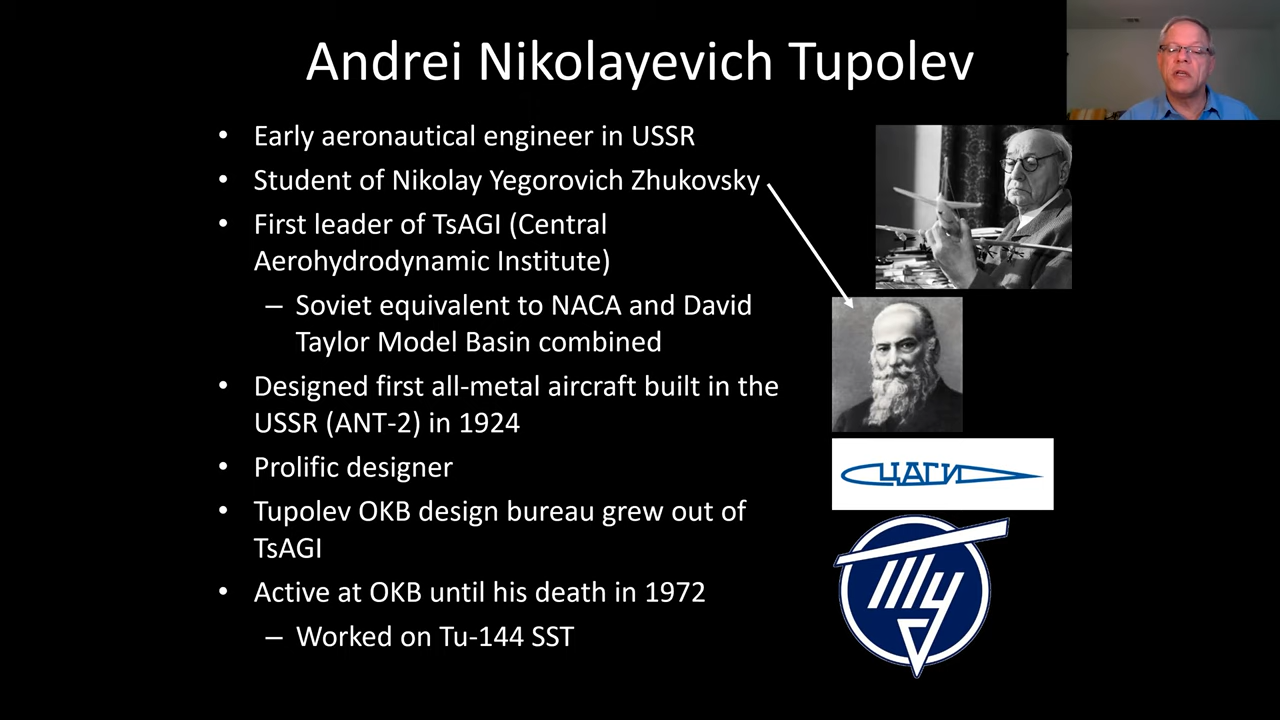 Andrei Nikolayevich Tupolev
• Early aeronautical engineer in USSR
• Student of Nikolay Yegorovich Zhukovsky
• First leader of TsAGI (Central
Aerohydrodynamic Institute)
– Soviet equivalent to NACA and David
Taylor Model Basin combined
• Designed first all-metal aircraft built in the
USSR (ANT-2) in 1924
• Prolific designer
• Tupolev OKB design bureau grew out of
TsAGI
• Active at OKB until his death in 1972
– Worked on Tu-144 SST
ЦАГИ
Ту